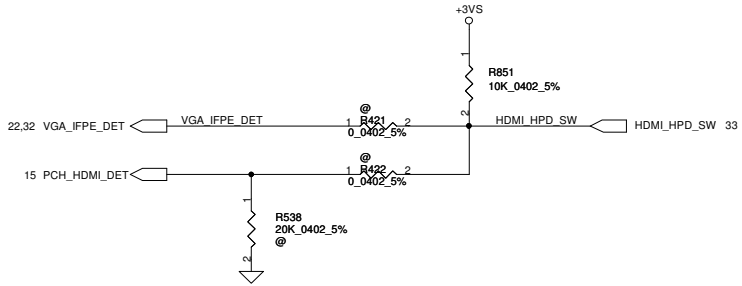 +3VS
1
R851
10K_0402_5%
2
@
22,32 VGA_IFPE_DET VGA_IFPE_DET 1 R421 2 HDMI_HPD_SW HDMI_HPD_SW 33
0_0402_5%
@
15 PCH_HDMI_DET 1 R422 2
0_0402_5%
1
R538
20K_0402_5%
@
2